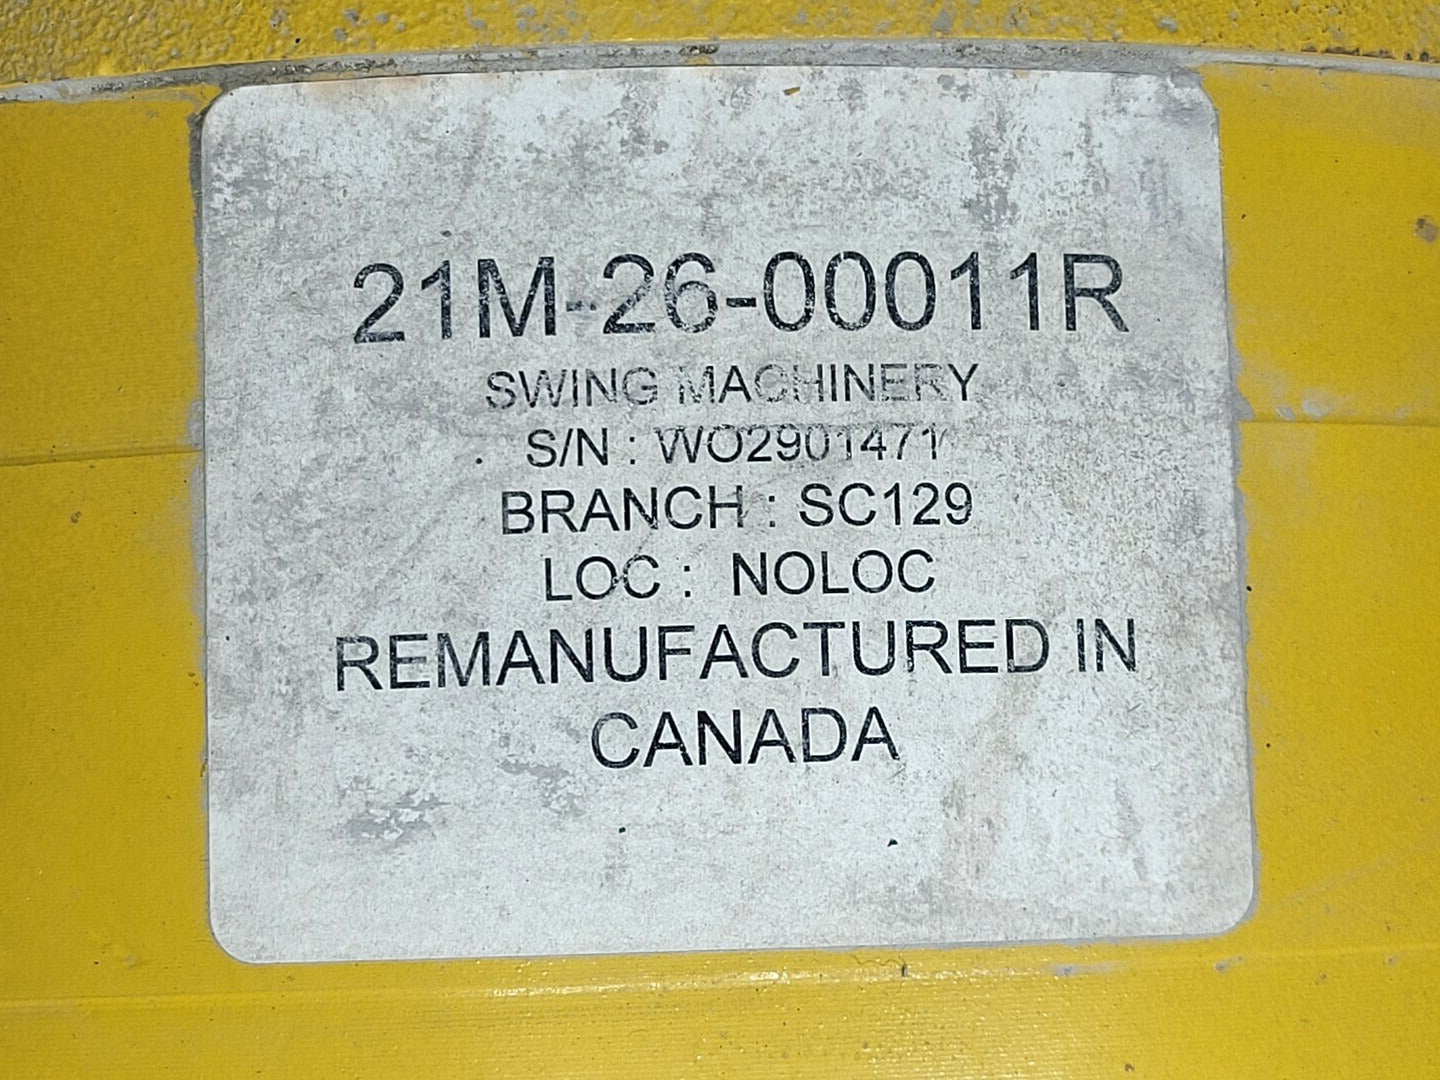 21M-26-00011R
SWING MACHINERY
S/N : WO2901471
BRANCH : SC129
LOC : NOLOC
REMANUFACTURED IN
CANADA